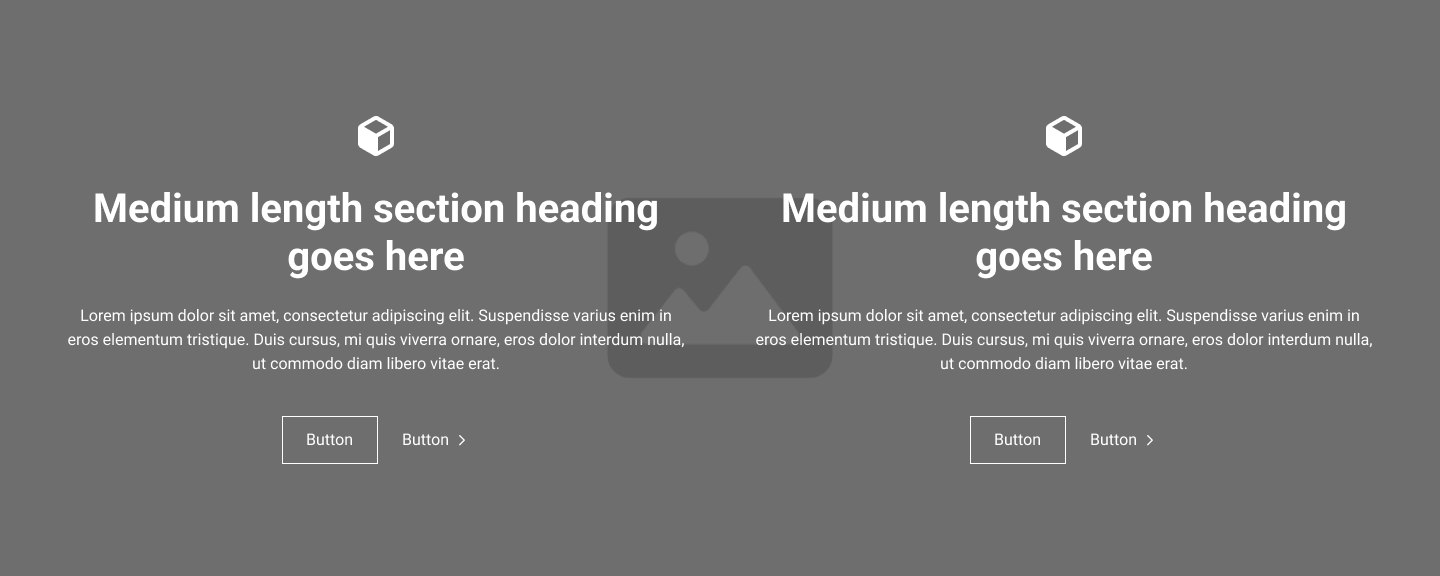 Medium length section heading
goes here
Lorem ipsum dolor sit amet, consectetur adipiscing elit. Suspendisse varius enim in
eros elementum tristique. Duis cursus, mi quis viverra ornare, eros dolor interdum nulla,
ut commodo diam libero vitae erat.
Button
Button
Medium length section heading
goes here
Lorem ipsum dolor sit amet, consectetur adipiscing elit. Suspendisse varius enim in
eros elementum tristique. Duis cursus, mi quis viverra ornare, eros dolor interdum nulla,
ut commodo diam libero vitae erat.
Button
Button